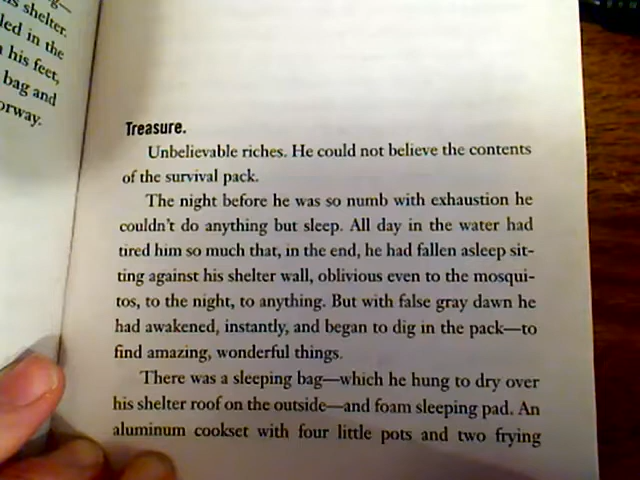 g—
is shelter.
led in the
his feet,
bag and
orway.
Treasure.
Unbelievable riches. He could not believe the contents
of the survival pack.
The night before he was so numb with exhaustion he
couldn't do anything but sleep. All day in the water had
tired him so much that, in the end, he had fallen asleep sit-
ting against his shelter wall, oblivious even to the mosqui-
tos, to the night, to anything. But with false gray dawn he
had awakened, instantly, and began to dig in the pack—to
find amazing, wonderful things.
There was a sleeping bag—which he hung to dry over
his shelter roof on the outside—and foam sleeping pad. An
aluminum cookset with four little pots and two frying